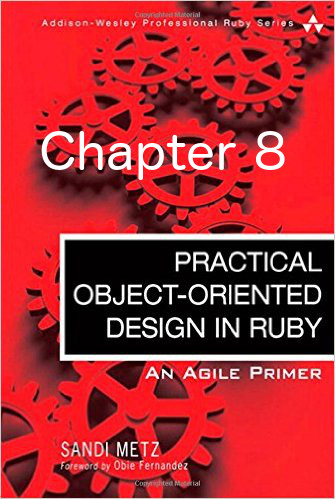 Addison-Wesley Professional Ruby Series
Chapter 8
PRACTICAL
OBJECT-ORIENTED
DESIGN IN RUBY
AN AGILE PRIMER
SANDI METZ
Foreword by Obie Fernandez